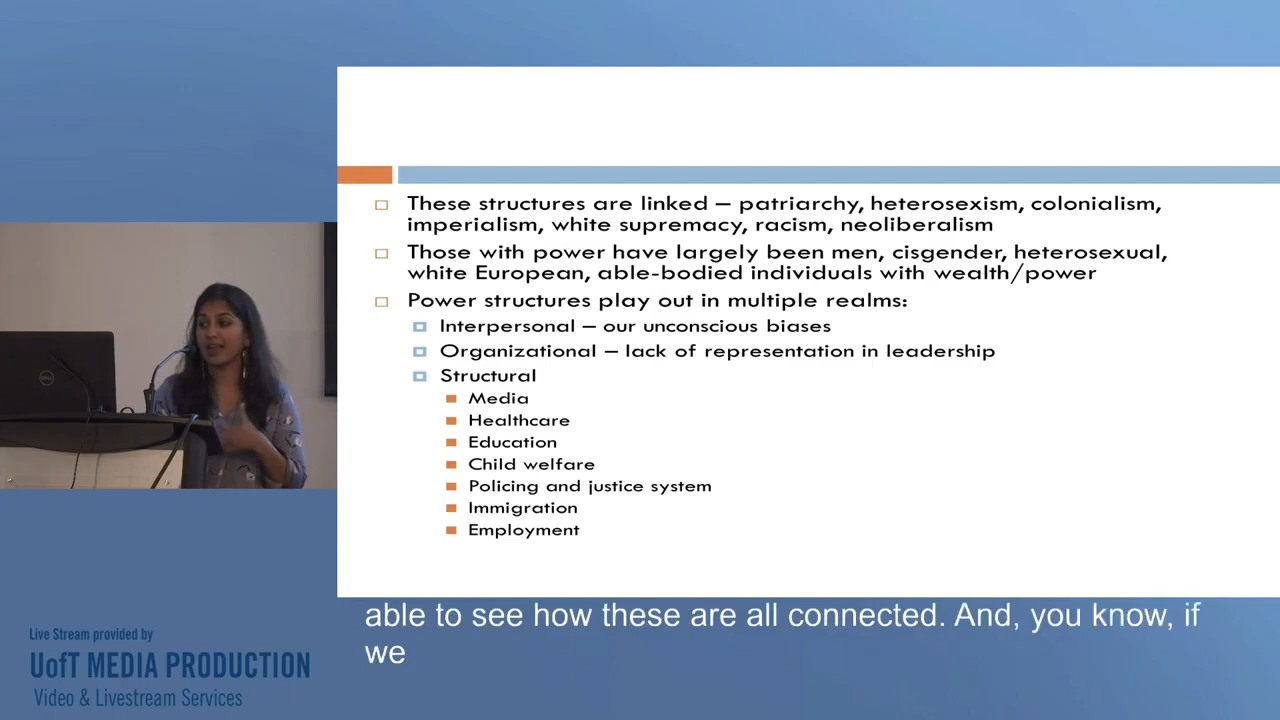 These structures are linked – patriarchy, heterosexism, colonialism,
imperialism, white supremacy, racism, neoliberalism
Those with power have largely been men, cisgender, heterosexual,
white European, able-bodied individuals with wealth/power
Power structures play out in multiple realms:
Interpersonal – our unconscious biases
Organizational – lack of representation in leadership
Structural
Media
Healthcare
Education
Child welfare
Policing and justice system
Immigration
Employment
able to see how these are all connected. And, you know, if
we
Live Stream provided by
UofT MEDIA PRODUCTION
Video & Livestream Services
DELL